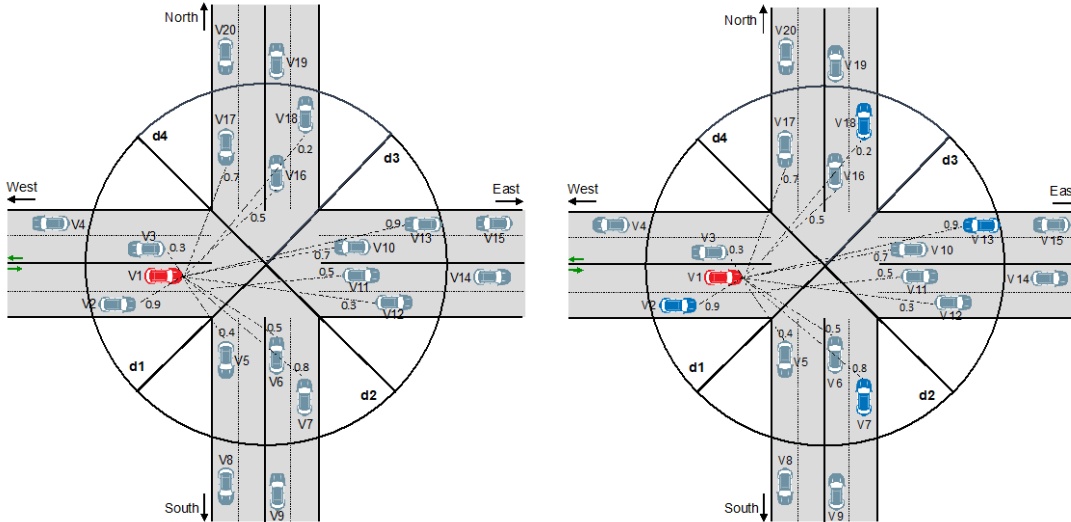 North
V20
V19
V18
V17
d4
0.2
d3
V16
0.7
West
0.5
East
V4
0.9
V13
V15
V3
0.3
V10
0.7
V1
0.5
V14
V11
V2
0.9
0.3
V12
0.4
0.5
V5
d1
V6
0.8
d2
V7
V8
South
V9
North
V20
V19
V18
V17
d4
0.2
d3
V16
0.7
West
0.5
Eas
V4
0.9
V13
V15
V3
0.3
V10
0.7
V1
0.5
V14
V11
V2
0.9
0.3
V12
0.4
0.5
V5
d1
V6
0.8
d2
V7
V8
South
V9